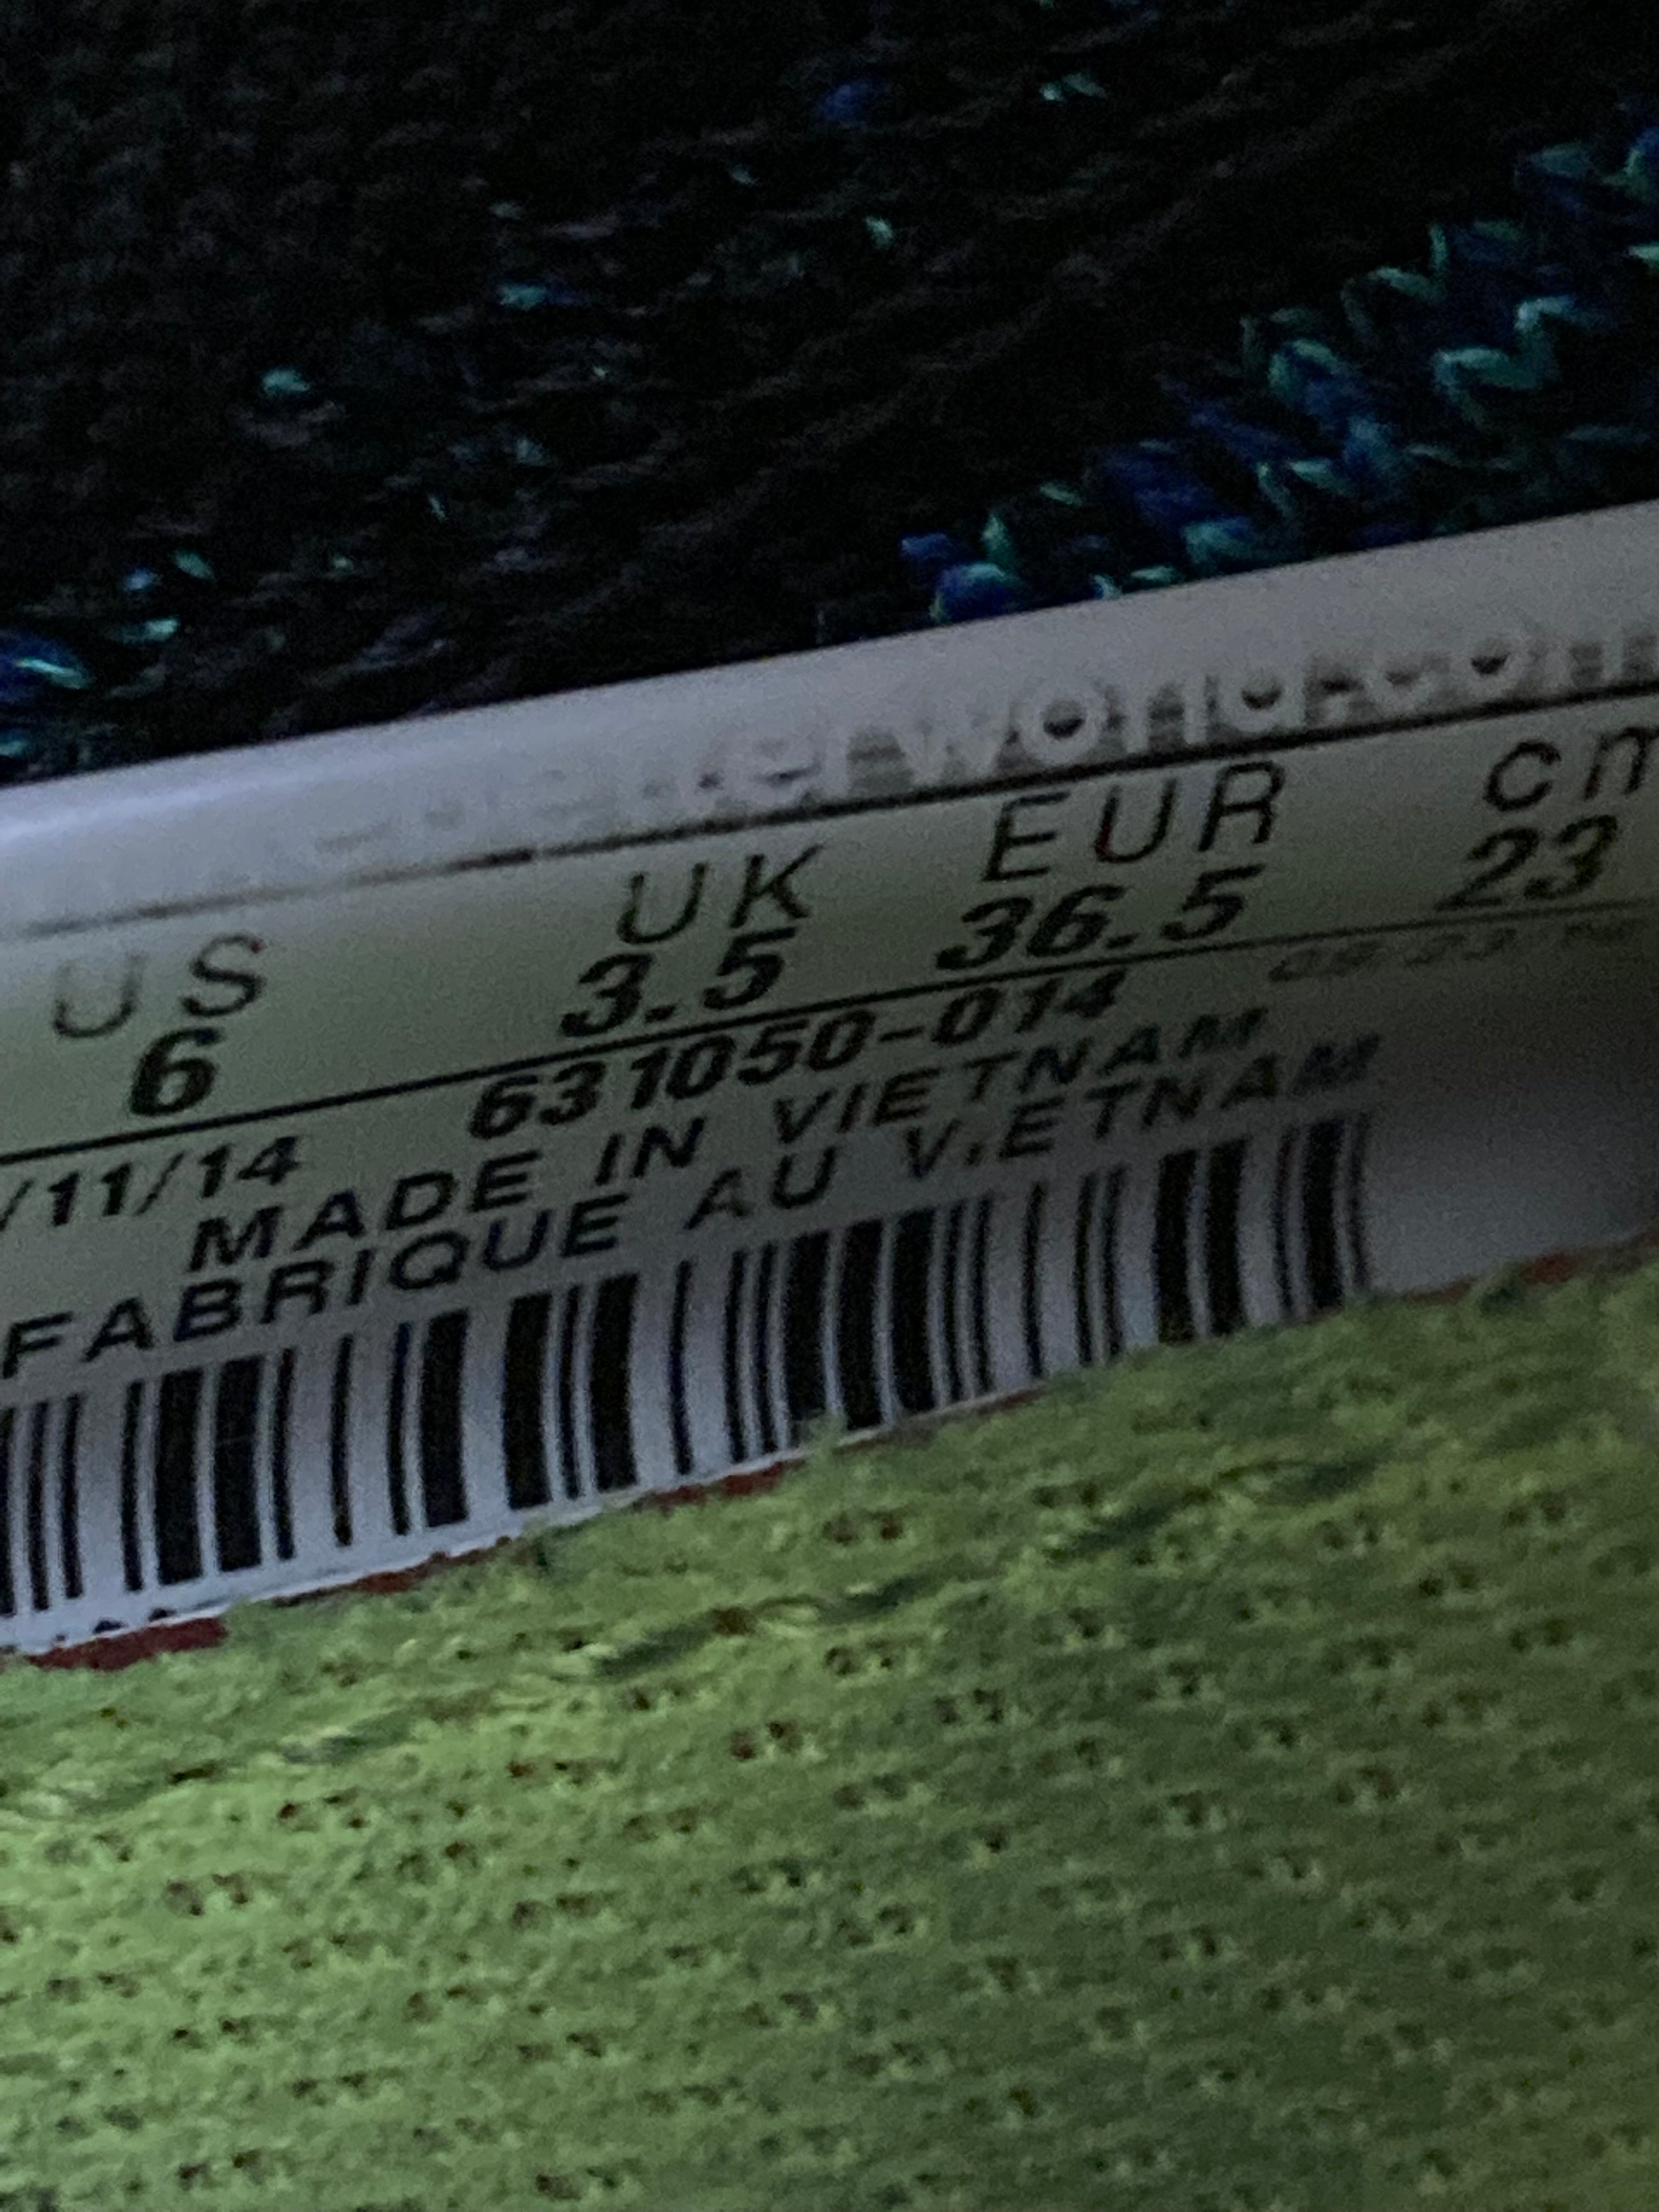 US UK EUR cm
6 3.5 36.5 23
/11/14 631050-014
MADE IN VIETNAM
FABRIQUE AU V.ETNAM